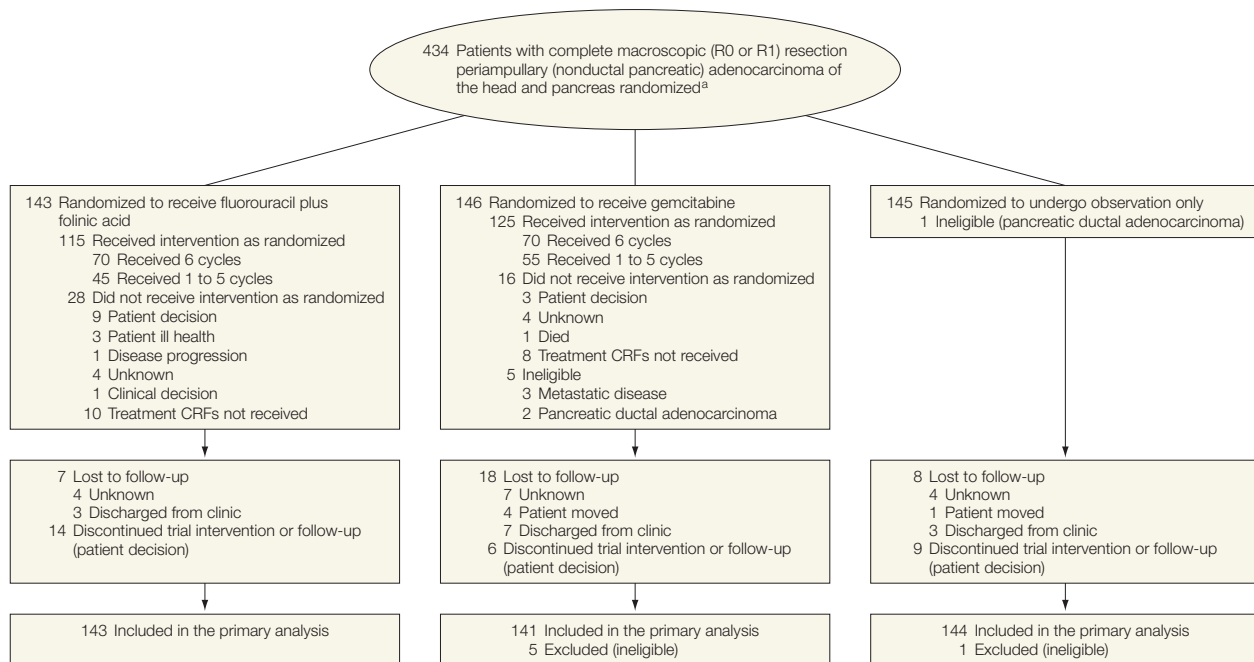 434 Patients with complete macroscopic (R0 or R1) resection
periampullary (nonductal pancreatic) adenocarcinoma of
the head and pancreas randomizedª
143 Randomized to receive fluorouracil plus
folinic acid
115 Received intervention as randomized
70 Received 6 cycles
45 Received 1 to 5 cycles
28 Did not receive intervention as randomized
9 Patient decision
3 Patient ill health
1 Disease progression
4 Unknown
1 Clinical decision
10 Treatment CRFs not received
146 Randomized to receive gemcitabine
125 Received intervention as randomized
70 Received 6 cycles
55 Received 1 to 5 cycles
16 Did not receive intervention as randomized
3 Patient decision
4 Unknown
1 Died
8 Treatment CRFs not received
5 Ineligible
3 Metastatic disease
2 Pancreatic ductal adenocarcinoma
145 Randomized to undergo observation only
1 Ineligible (pancreatic ductal adenocarcinoma)
7 Lost to follow-up
4 Unknown
3 Discharged from clinic
14 Discontinued trial intervention or follow-up
(patient decision)
18 Lost to follow-up
7 Unknown
4 Patient moved
7 Discharged from clinic
6 Discontinued trial intervention or follow-up
(patient decision)
8 Lost to follow-up
4 Unknown
1 Patient moved
3 Discharged from clinic
9 Discontinued trial intervention or follow-up
(patient decision)
143 Included in the primary analysis
141 Included in the primary analysis
5 Excluded (ineligible)
144 Included in the primary analysis
1 Excluded (ineligible)